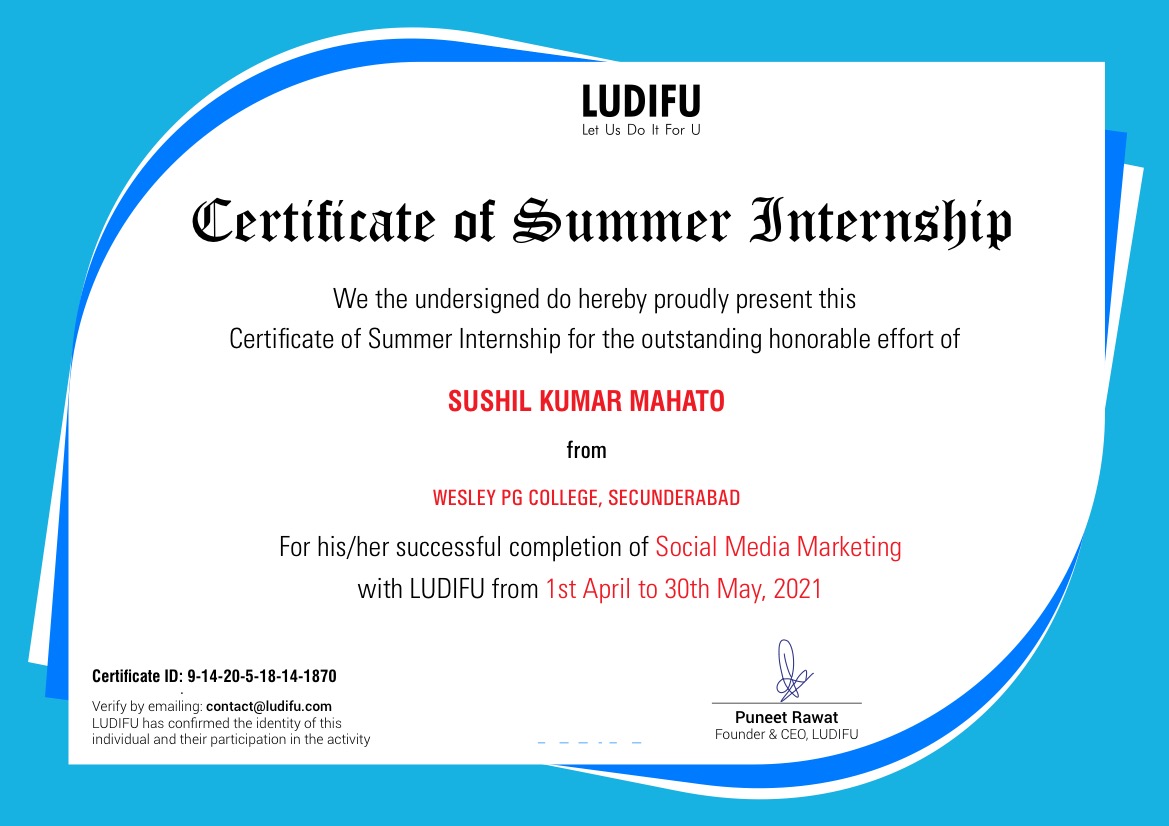 LUDIFU
Let Us Do It For U
Certificate of Summer Internship
We the undersigned do hereby proudly present this
Certificate of Summer Internship for the outstanding honorable effort of
SUSHIL KUMAR MAHATO
from
WESLEY PG COLLEGE, SECUNDERABAD
For his/her successful completion of Social Media Marketing
with LUDIFU from 1st April to 30th May, 2021
Certificate ID: 9-14-20-5-18-14-1870
Verify by emailing: contact@ludifu.com
LUDIFU has confirmed the identity of this
individual and their participation in the activity
Puneet Rawat
Founder & CEO, LUDIFU